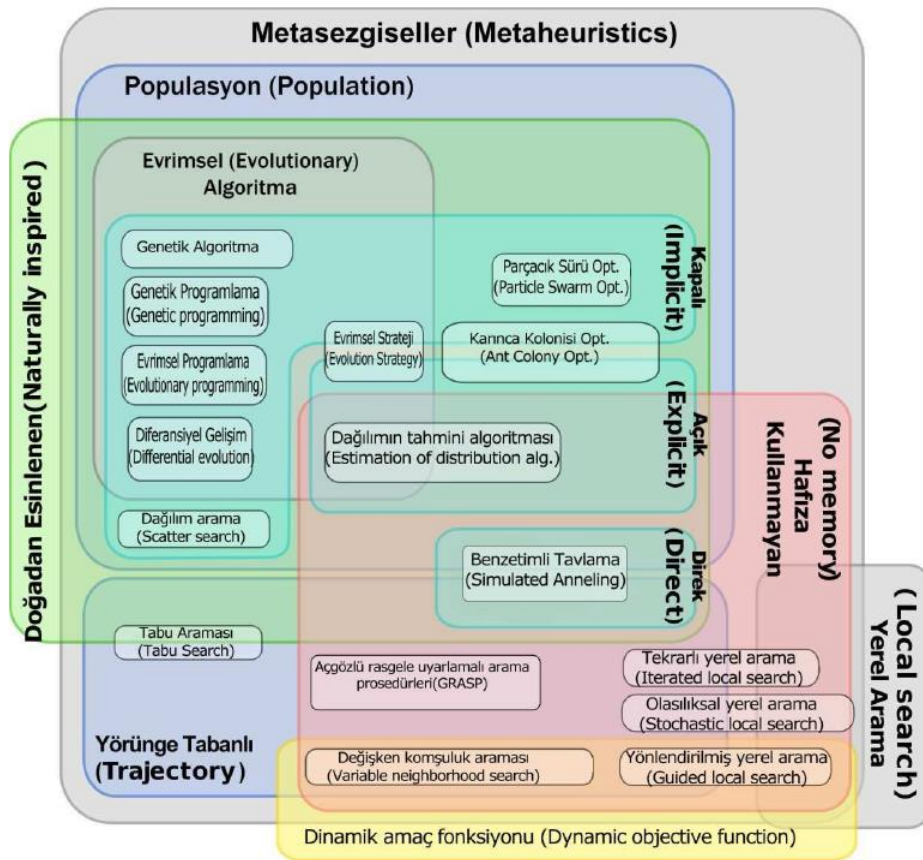 Metasezgiseller (Metaheuristics)
Populasyon (Population)
Doğadan Esinlenen(Naturally inspired )
Evrimsel (Evolutionary)
Algoritma
Kapalı
(Implicit)
Genetik Algoritma
Parçacık Sürü Opt.
(Particle Swarm Opt.)
Genetik Programlama
(Genetic programming)
Evrimsel Strateji
(Evolution Strategy)
Karınca Kolonisi Opt.
(Ant Colony Opt.)
Evrimsel Programlama
(Evolutionary programming)
Açık
(Explicit)
(No memory)
Hafıza
Kullanmayan
Diferansiyel Gelişim
(Differential evolution)
Dağılımın tahmini algoritması
(Estimation of distribution alg.)
Dağılım arama
(Scatter search)
Direk
(Direct)
Benzetimli Tavlama
(Simulated Anneling)
(Local search)
Yerel Arama
Tabu Araması
(Tabu Search)
Açgözlü rasgele uyarlamalı arama
prosedürleri(GRASP)
Tekrarlı yerel arama
(Iterated local search)
Olasılıksal yerel arama
(Stochastic local search)
Yörünge Tabanlı
(Trajectory)
Değişken komşuluk araması
(Variable neighborhood search)
Yönlendirilmiş yerel arama
(Guided local search)
Dinamik amaç fonksiyonu (Dynamic objective function)